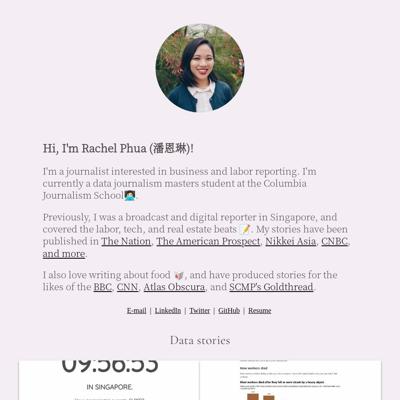 Hi, I'm Rachel Phua (潘恩琳)!
I'm a journalist interested in business and labor reporting. I'm
currently a data journalism masters student at the Columbia
Journalism School👩🏻‍💻.
Previously, I was a broadcast and digital reporter in Singapore, and
covered the labor, tech, and real estate beats 📝. My stories have been
published in The Nation, The American Prospect, Nikkei Asia, CNBC,
and more.
I also love writing about food 🥡, and have produced stories for the
likes of the BBC, CNN, Atlas Obscura, and SCMP's Goldthread.
E-mail | LinkedIn | Twitter | GitHub | Resume
Data stories
09:56:53
IN SINGAPORE.
How workers died
Most workers died after they fell or were struck by a heavy object